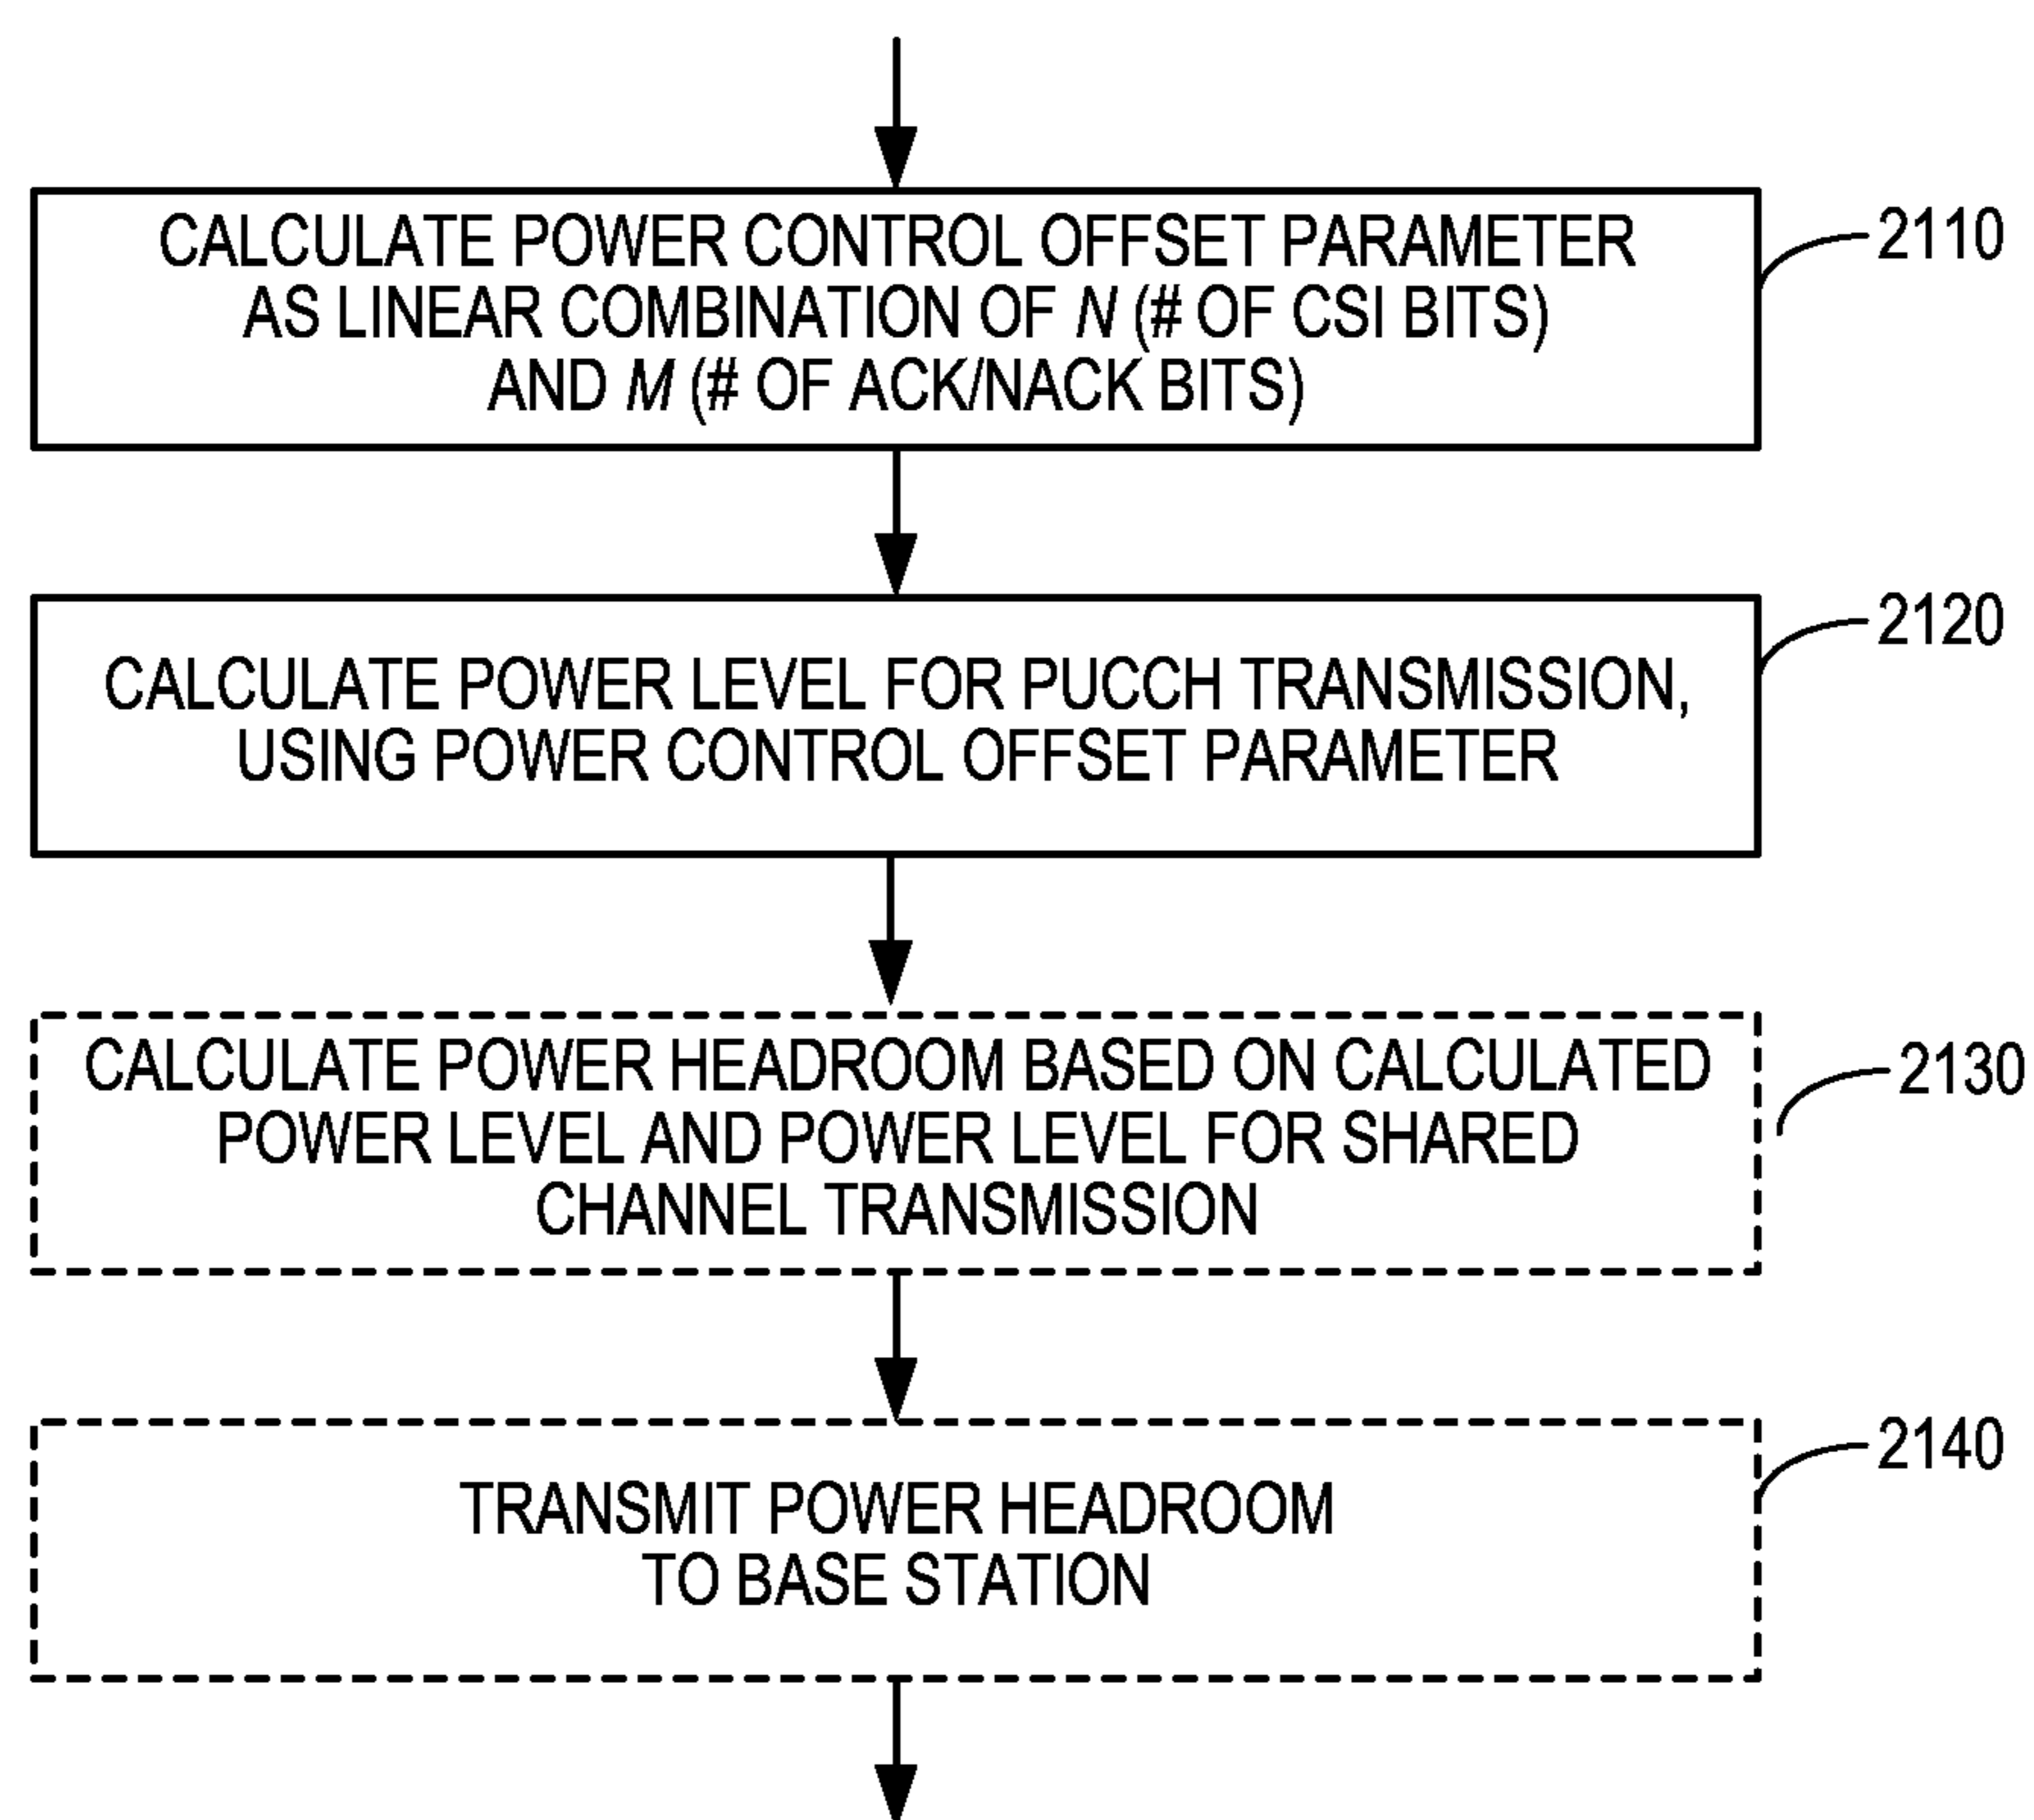 CALCULATE POWER CONTROL OFFSET PARAMETER
AS LINEAR COMBINATION OF N (# OF CSI BITS)
AND M (# OF ACK/NACK BITS)
2110
CALCULATE POWER LEVEL FOR PUCCH TRANSMISSION,
USING POWER CONTROL OFFSET PARAMETER
2120
CALCULATE POWER HEADROOM BASED ON CALCULATED
POWER LEVEL AND POWER LEVEL FOR SHARED
CHANNEL TRANSMISSION
2130
TRANSMIT POWER HEADROOM
TO BASE STATION
2140